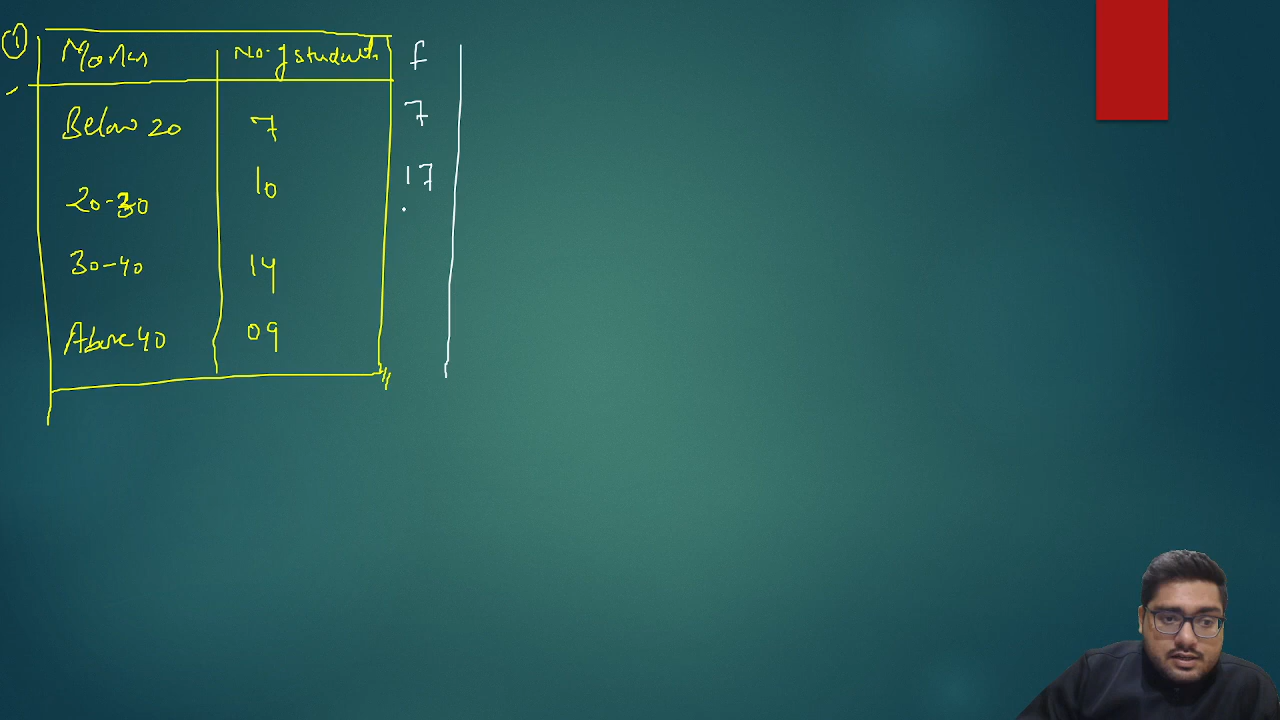 ① Marks No. of students f
Below 20 7 7
20-30 10 17
30-40 14
Above 40 09